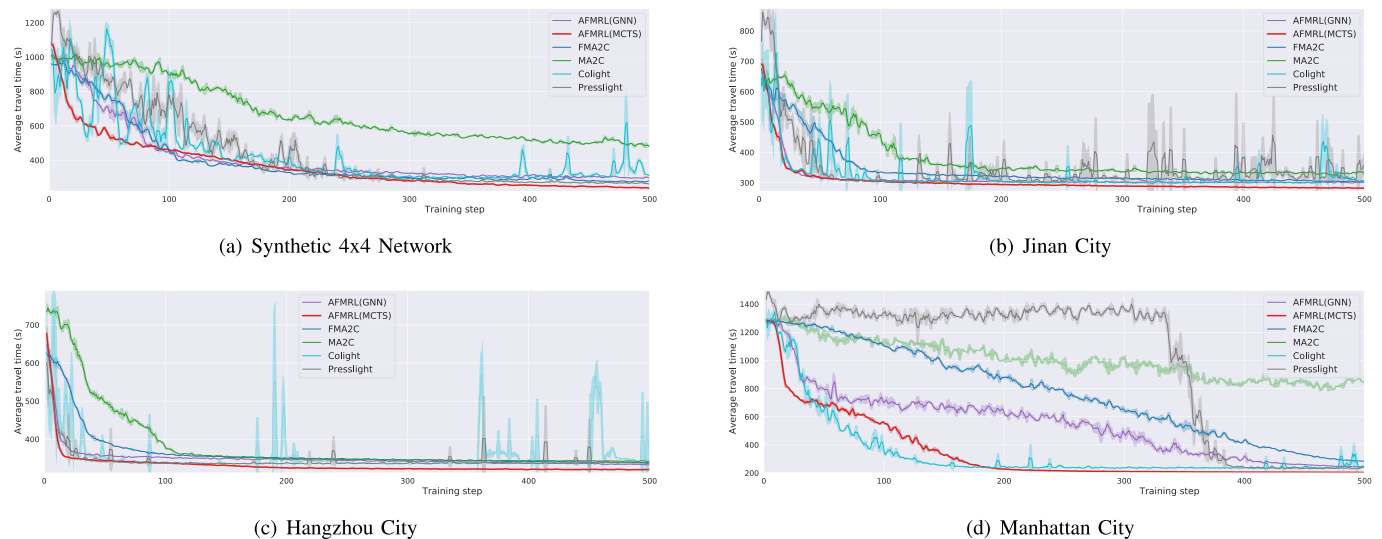 Average travel time (s)
1200
1000
800
600
400
0
100
200
300
400
500
Training step
AFMRL(GNN)
AFMRL(MCTS)
FMA2C
MA2C
Colight
Presslight
(a) Synthetic 4x4 Network
Average travel time (s)
800
700
600
500
400
300
0
100
200
300
400
500
Training step
AFMRL(GNN)
AFMRL(MCTS)
FMA2C
MA2C
Colight
Presslight
(b) Jinan City
Average travel time (s)
700
600
500
400
0
100
200
300
400
500
Training step
AFMRL(GNN)
AFMRL(MCTS)
FMA2C
MA2C
Colight
Presslight
(c) Hangzhou City
Average travel time (s)
1400
1200
1000
800
600
400
200
0
100
200
300
400
500
Training step
AFMRL(GNN)
AFMRL(MCTS)
FMA2C
MA2C
Colight
Presslight
(d) Manhattan City